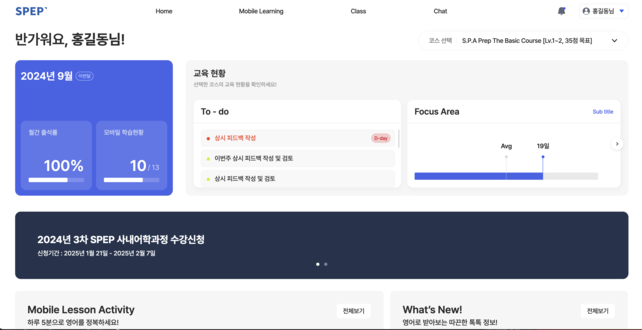 SPEP`
Home
Mobile Learning
Class
Chat
홍길동님
반가워요, 홍길동님!
코스 선택
S.P.A Prep The Basic Course [Lv.1~2, 35점 목표]
2024년 9월
이번달
월간 출석률
100%
모바일 학습현황
10 / 13
교육 현황
선택한 코스의 교육 현황을 확인하세요!
To - do
상시 피드백 작성
D-day
이번주 상시 피드백 작성 및 검토
상시 피드백 작성 및 검토
Focus Area
Sub title
Avg
19일
2024년 3차 SPEP 사내어학과정 수강신청
신청기간 : 2025년 1월 21일 - 2025년 2월 7일
Mobile Lesson Activity
하루 5분으로 영어를 정복하세요!
전체보기
What's New!
영어로 받아보는 따끈한 톡톡 정보!
전체보기